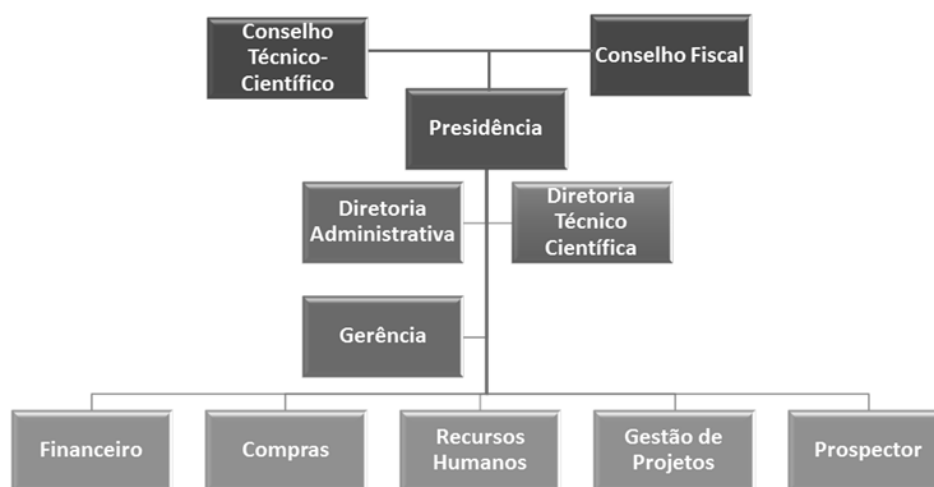 Conselho
Técnico-
Científico
Conselho Fiscal
Presidência
Diretoria
Administrativa
Diretoria
Técnico
Científica
Gerência
Financeiro
Compras
Recursos
Humanos
Gestão de
Projetos
Prospector